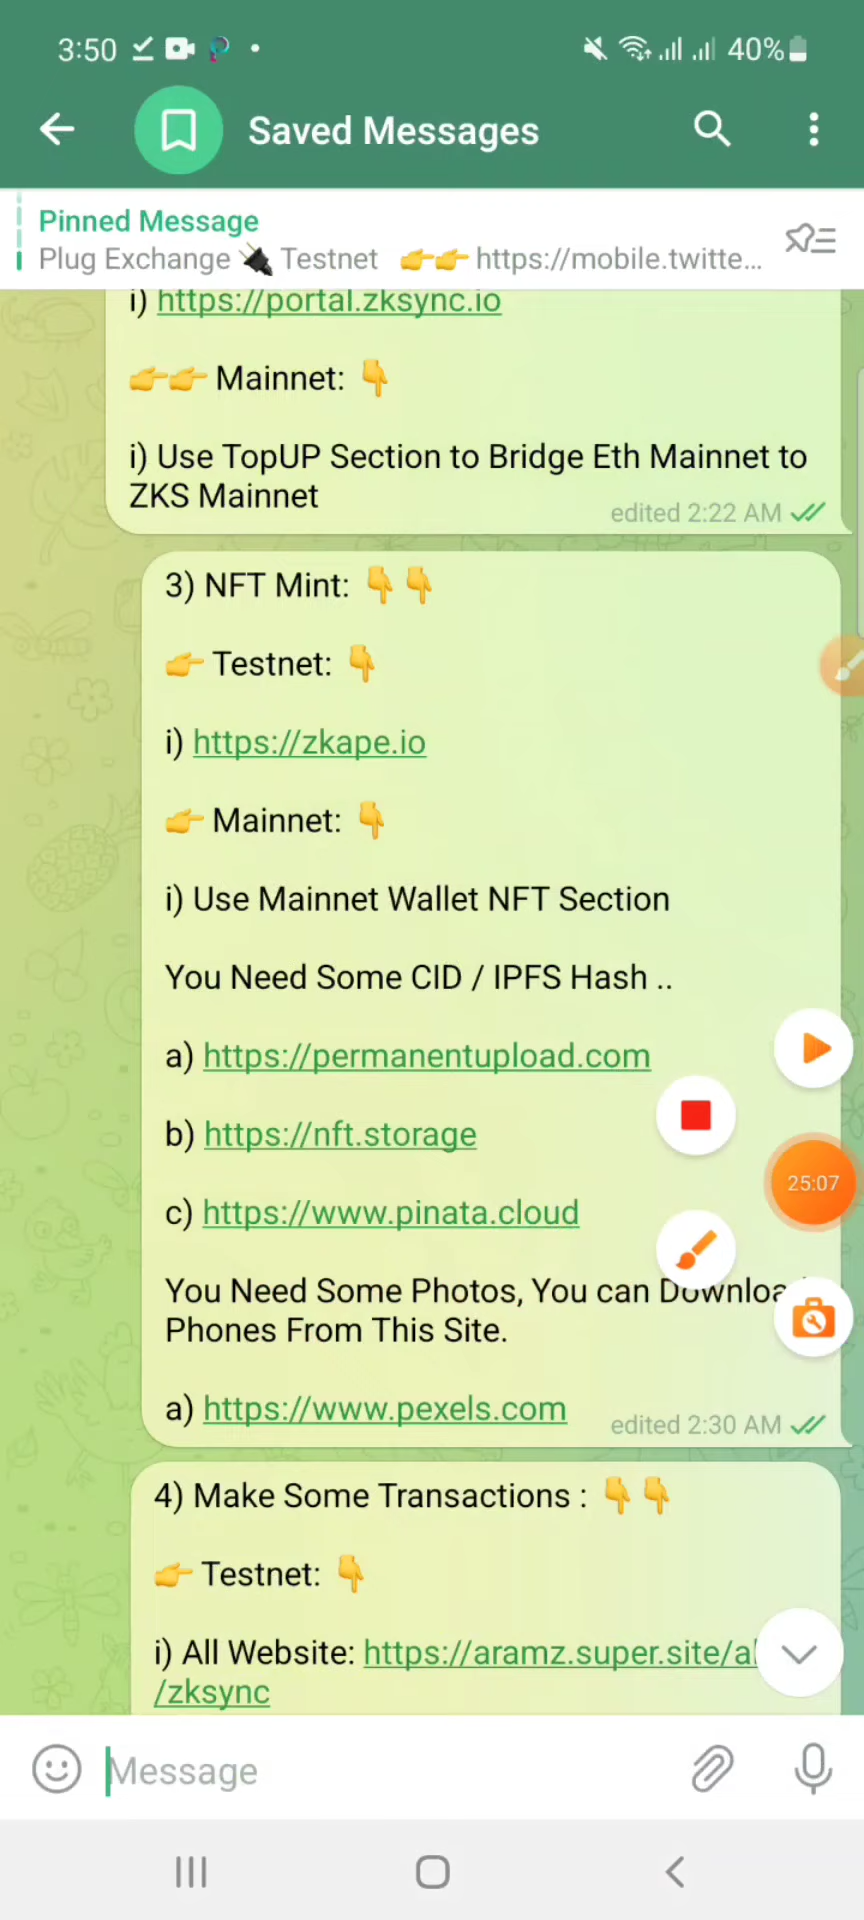 3:50
40%
Saved Messages
Pinned Message
Plug Exchange 🔌 Testnet 👉👉 https://mobile.twitte...
i) https://portal.zksync.io
👉👉 Mainnet: 👇
i) Use TopUP Section to Bridge Eth Mainnet to
ZKS Mainnet
edited 2:22 AM
3) NFT Mint: 👇👇
👉 Testnet: 👇
i) https://zkape.io
👉 Mainnet: 👇
i) Use Mainnet Wallet NFT Section
You Need Some CID / IPFS Hash ..
a) https://permanentupload.com
b) https://nft.storage
c) https://www.pinata.cloud
25:07
You Need Some Photos, You can Downloa
Phones From This Site.
a) https://www.pexels.com
edited 2:30 AM
4) Make Some Transactions : 👇👇
👉 Testnet: 👇
i) All Website: https://aramz.super.site/a
/zksync
Message